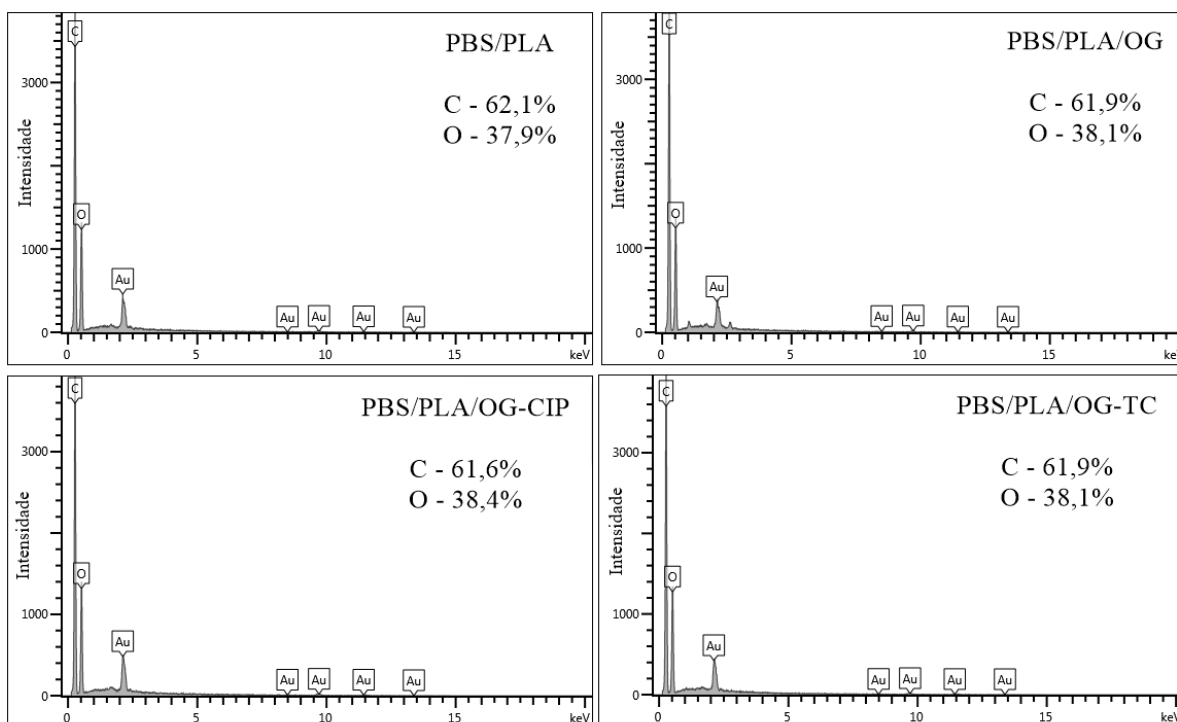 PBS/PLA
C - 62,1%
O - 37,9%
Intensidade
3000
1000
0
C
O
Au
Au
Au
Au
Au
0
5
10
15
keV
PBS/PLA/OG
C - 61,9%
O - 38,1%
Intensidade
3000
1000
0
C
O
Au
Au
Au
Au
Au
0
5
10
15
keV
PBS/PLA/OG-CIP
C - 61,6%
O - 38,4%
Intensidade
3000
1000
0
C
O
Au
Au
Au
Au
Au
0
5
10
15
keV
PBS/PLA/OG-TC
C - 61,9%
O - 38,1%
Intensidade
3000
1000
0
C
O
Au
Au
Au
Au
Au
0
5
10
15
keV